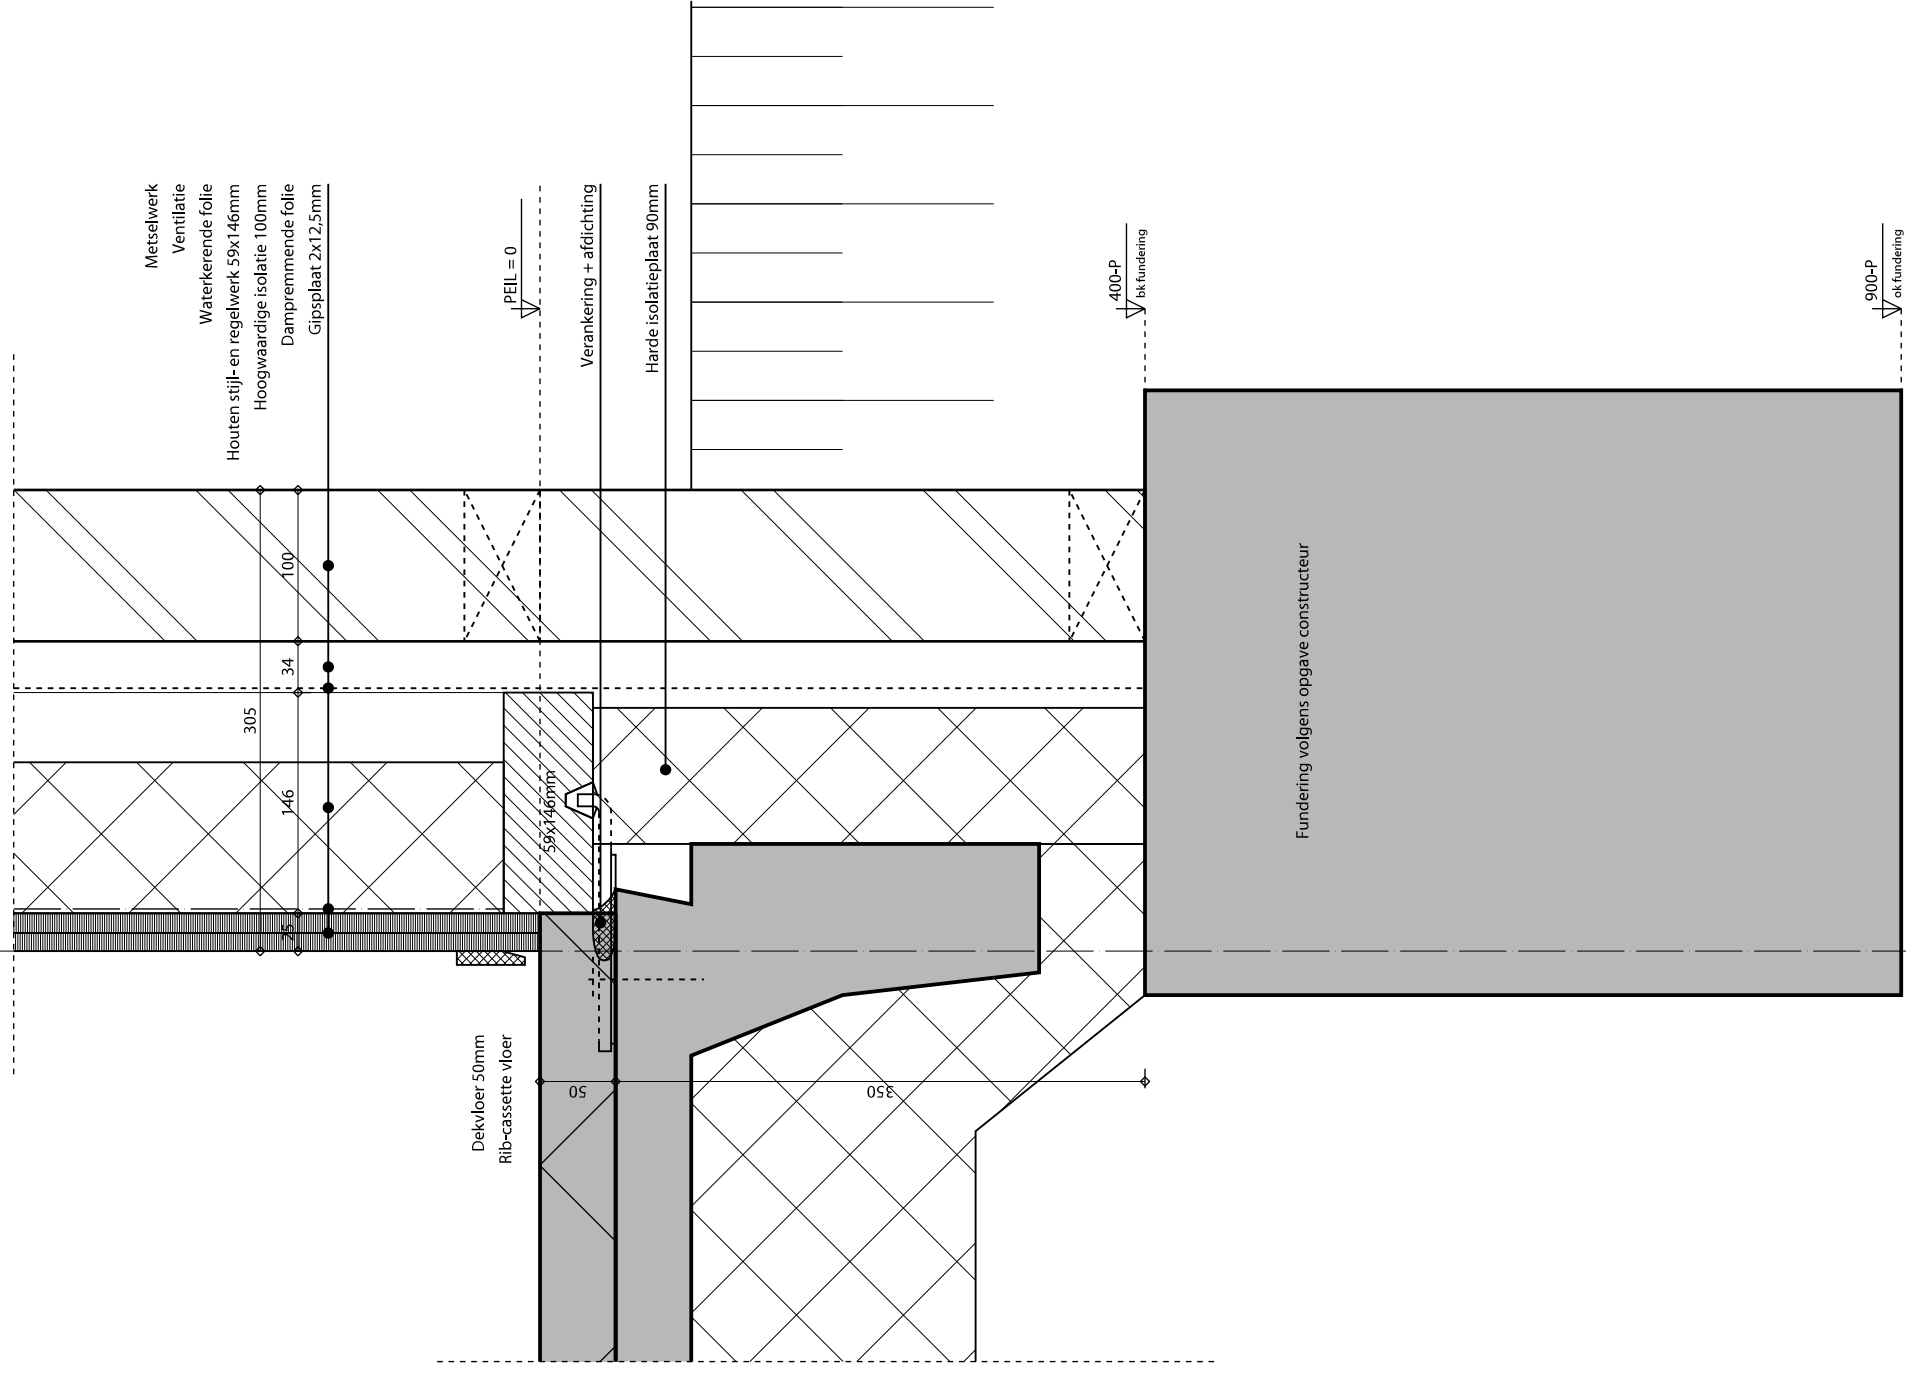 Metselwerk
Ventilatie
Waterkerende folie
Houten stijl- en regelwerk 59x146mm
Hoogwaardige isolatie 100mm
Dampremmende folie
Gipsplaat 2x12,5mm
PEIL = 0
Verankering + afdichting
Harde isolatieplaat 90mm
400-P
bk fundering
900-P
ok fundering
305
100
34
146
25
59x146mm
Fundering volgens opgave constructeur
Dekvloer 50mm
Rib-cassette vloer
50
350